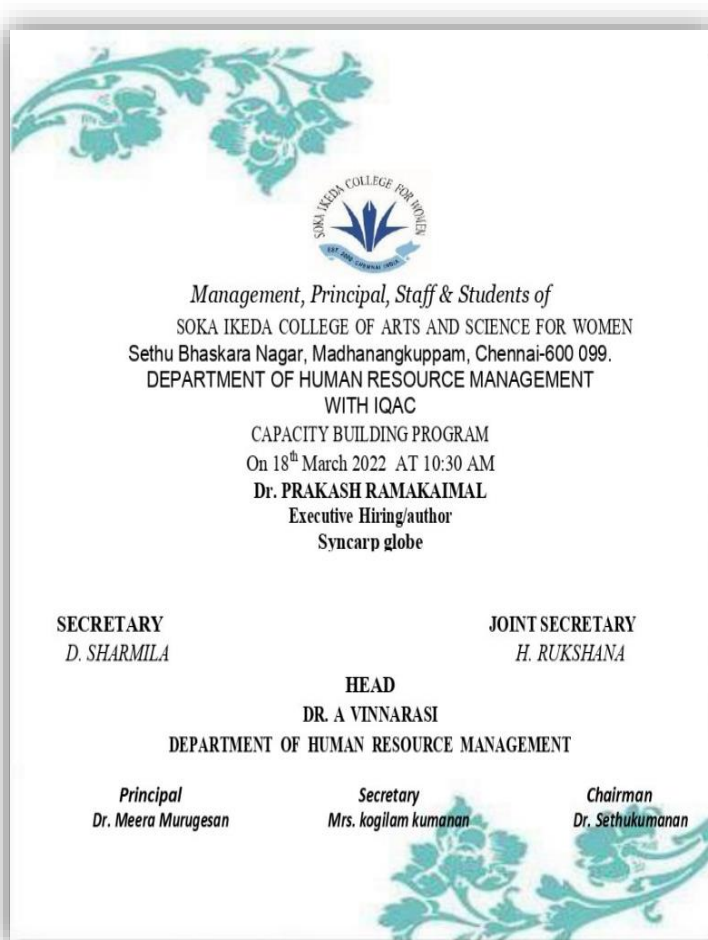 SOKA IKEDA COLLEGE FOR WOMEN
EST. 2000 CHENNAI INDIA
Management, Principal, Staff & Students of
SOKA IKEDA COLLEGE OF ARTS AND SCIENCE FOR WOMEN
Sethu Bhaskara Nagar, Madhanangkuppam, Chennai-600 099.
DEPARTMENT OF HUMAN RESOURCE MANAGEMENT
WITH IQAC
CAPACITY BUILDING PROGRAM
On 18th March 2022 AT 10:30 AM
Dr. PRAKASH RAMAKAIMAL
Executive Hiring/author
Syncarp globe
SECRETARY JOINT SECRETARY
D. SHARMILA H. RUKSHANA
HEAD
DR. A VINNARASI
DEPARTMENT OF HUMAN RESOURCE MANAGEMENT
Principal Secretary Chairman
Dr. Meera Murugesan Mrs. kogilam kumanan Dr. Sethukumanan